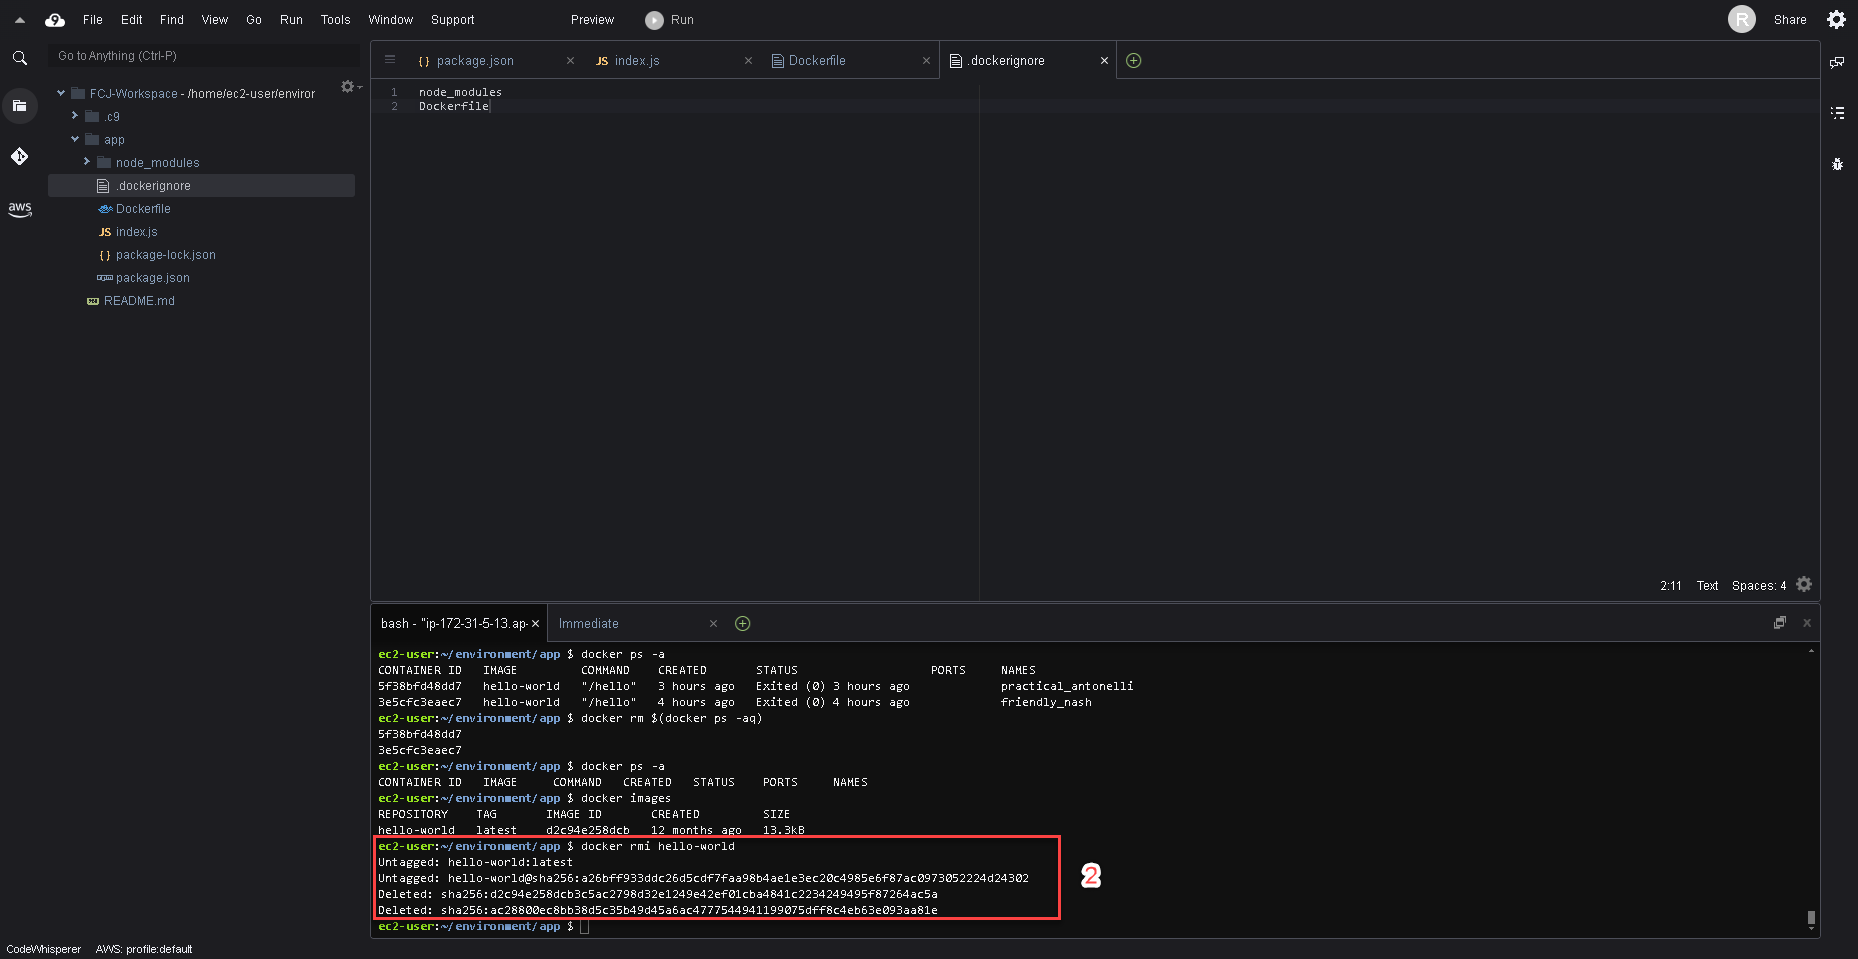 File Edit Find View Go Run Tools Window Support Preview Run R Share
Go to Anything (Ctrl-P)
FCJ-Workspace - /home/ec2-user/enviror
.c9
app
node_modules
.dockerignore
Dockerfile
index.js
package-lock.json
package.json
README.md
aws
package.json index.js Dockerfile .dockerignore
1 node_modules
2 Dockerfile
2:11 Text Spaces: 4
bash - "ip-172-31-5-13.ap- Immediate
ec2-user:~/environment/app $ docker ps -a
CONTAINER ID IMAGE COMMAND CREATED STATUS PORTS NAMES
5f38bfd48dd7 hello-world "/hello" 3 hours ago Exited (0) 3 hours ago practical_antonelli
3e5cfc3eaec7 hello-world "/hello" 4 hours ago Exited (0) 4 hours ago friendly_nash
ec2-user:~/environment/app $ docker rm $(docker ps -aq)
5f38bfd48dd7
3e5cfc3eaec7
ec2-user:~/environment/app $ docker ps -a
CONTAINER ID IMAGE COMMAND CREATED STATUS PORTS NAMES
ec2-user:~/environment/app $ docker images
REPOSITORY TAG IMAGE ID CREATED SIZE
hello-world latest d2c94e258dcb 12 months ago 13.3kB
ec2-user:~/environment/app $ docker rmi hello-world
Untagged: hello-world:latest
Untagged: hello-world@sha256:a26bff933ddc26d5cdf7faa98b4ae1e3ec20c4985e6f87ac0973052224d24302
Deleted: sha256:d2c94e258dcb3c5ac2798d32e1249e42ef01cba4841c2234249495f87264ac5a
Deleted: sha256:ac28800ec8bb38d5c35b49d45a6ac4777544941199075dff8c4eb63e093aa81e
ec2-user:~/environment/app $
2
CodeWhisperer AWS: profile:default